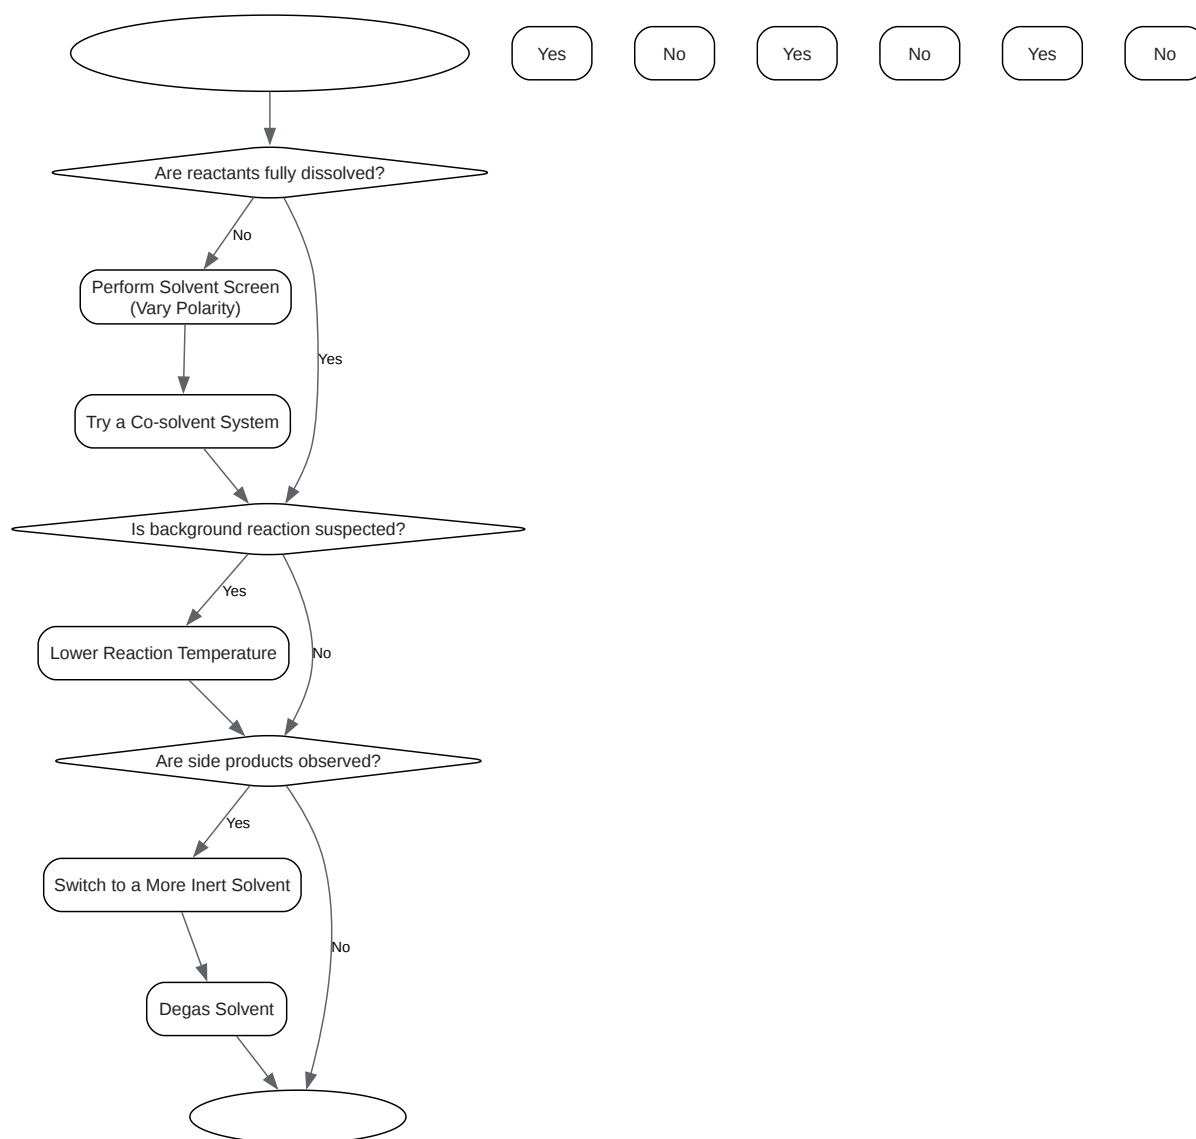 Yes
No
Yes
No
Yes
No
Are reactants fully dissolved?
No
Perform Solvent Screen
(Vary Polarity)
Yes
Try a Co-solvent System
Is background reaction suspected?
Yes
Lower Reaction Temperature
No
Are side products observed?
Yes
Switch to a More Inert Solvent
No
Degas Solvent